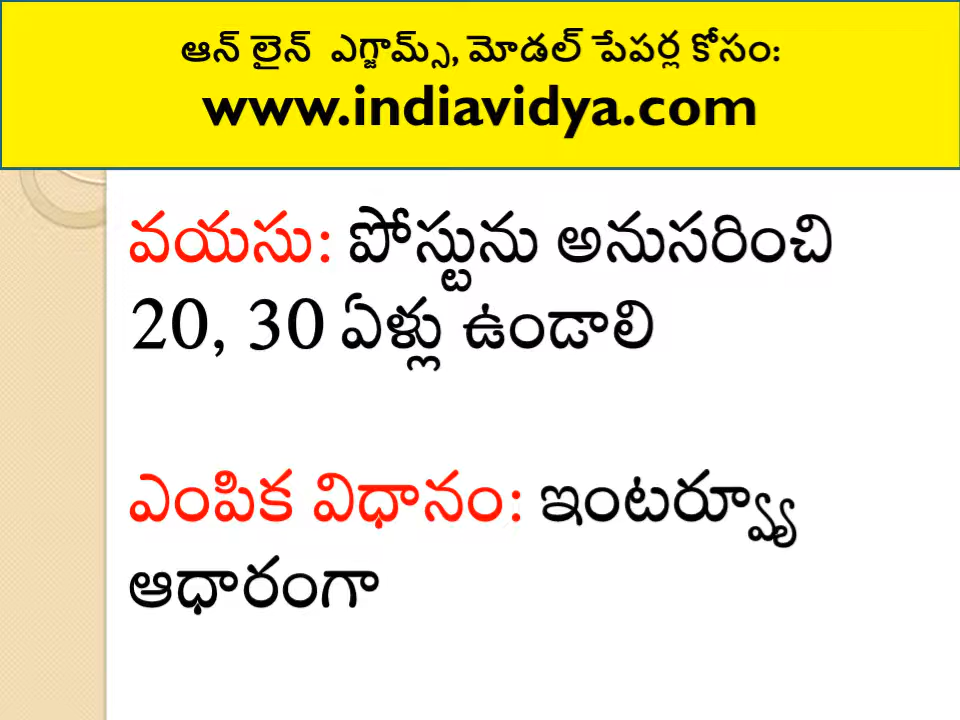 ఆన్ లైన్ ఎగ్జామ్స్, మోడల్ పేపర్ల కోసం:
www.indiavidya.com
వయసు: పోస్టును అనుసరించి
20, 30 ఏళ్లు ఉండాలి
ఎంపిక విధానం: ఇంటర్వ్యూ
ఆధారంగా